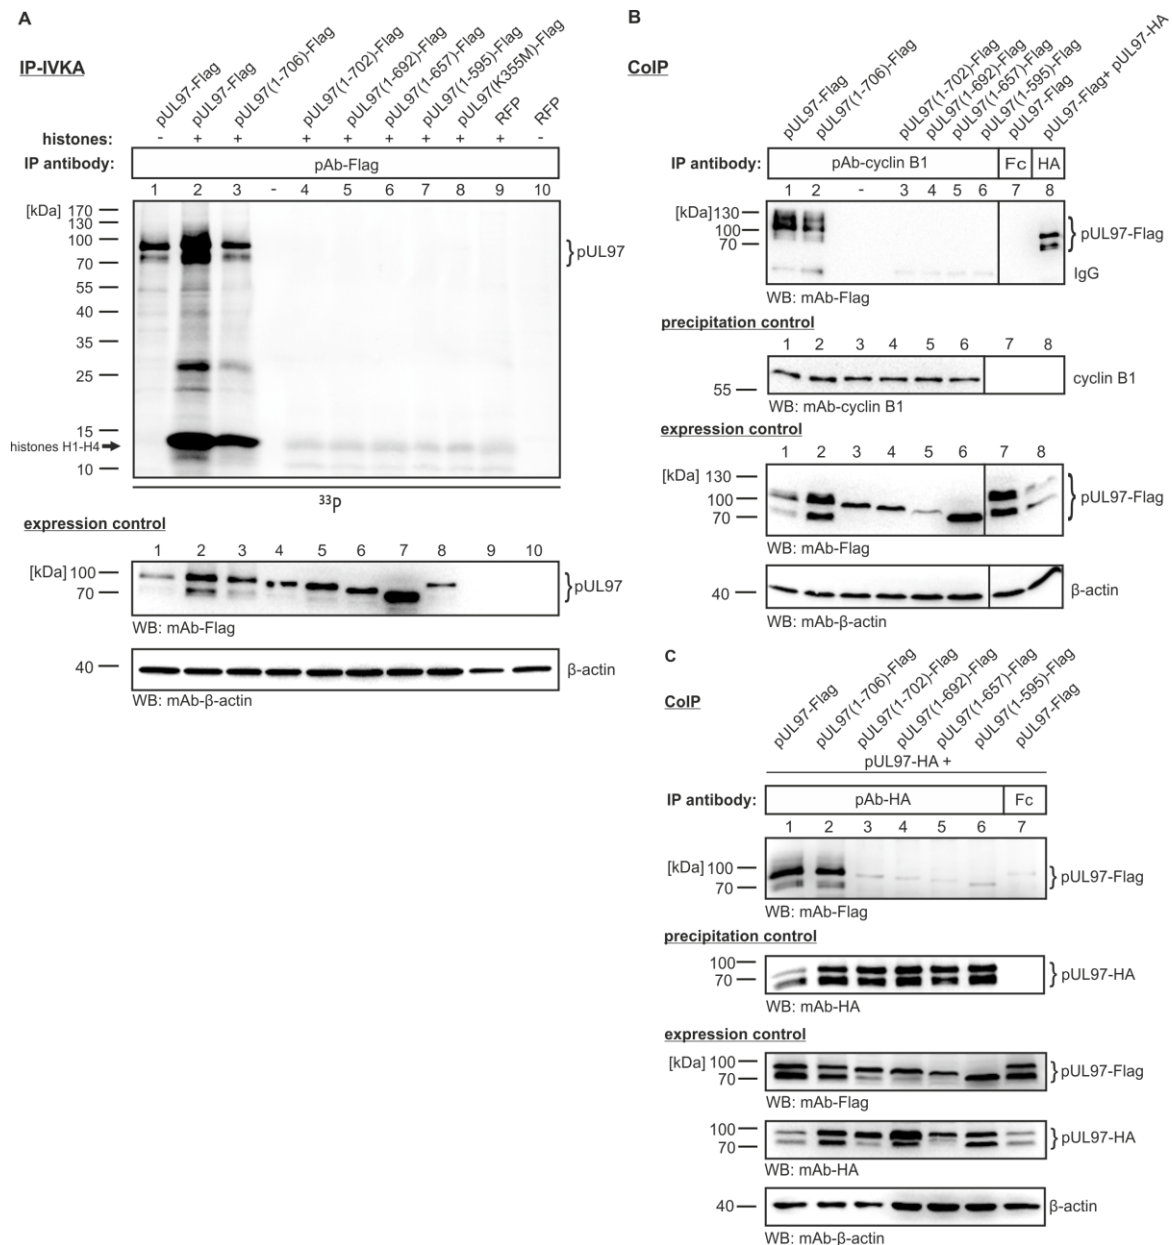 A
IP-IVKA
pUL97-Flag
pUL97-Flag
pUL97(1-706)-Flag
pUL97(1-702)-Flag
pUL97(1-692)-Flag
pUL97(1-657)-Flag
pUL97(1-595)-Flag
pUL97(K355M)-Flag
RFP
RFP
histones: - + + + + + + + + -
IP antibody: pAb-Flag
1 2 3 - 4 5 6 7 8 9 10
[kDa] 170
130
100
70
55
40
35
25
15
10
pUL97
histones H1-H4
33P
expression control
1 2 3 4 5 6 7 8 9 10
[kDa] 100
70
pUL97
WB: mAb-Flag
40
β-actin
WB: mAb-β-actin
B
CoIP
pUL97-Flag
pUL97(1-706)-Flag
pUL97(1-702)-Flag
pUL97(1-692)-Flag
pUL97(1-657)-Flag
pUL97(1-595)-Flag
pUL97-Flag
pUL97-Flag+ pUL97-HA
IP antibody: pAb-cyclin B1 Fc HA
1 2 - 3 4 5 6 7 8
[kDa] 130
100
70
pUL97-Flag
IgG
WB: mAb-Flag
precipitation control
1 2 3 4 5 6 7 8
55
cyclin B1
WB: mAb-cyclin B1
expression control
1 2 3 4 5 6 7 8
[kDa] 130
100
70
pUL97-Flag
WB: mAb-Flag
40
β-actin
WB: mAb-β-actin
C
CoIP
pUL97-Flag
pUL97(1-706)-Flag
pUL97(1-702)-Flag
pUL97(1-692)-Flag
pUL97(1-657)-Flag
pUL97(1-595)-Flag
pUL97-Flag
pUL97-HA +
IP antibody: pAb-HA Fc
1 2 3 4 5 6 7
[kDa] 100
70
pUL97-Flag
WB: mAb-Flag
precipitation control
100
70
pUL97-HA
WB: mAb-HA
expression control
[kDa] 100
70
pUL97-Flag
WB: mAb-Flag
100
70
pUL97-HA
WB: mAb-HA
40
β-actin
WB: mAb-β-actin